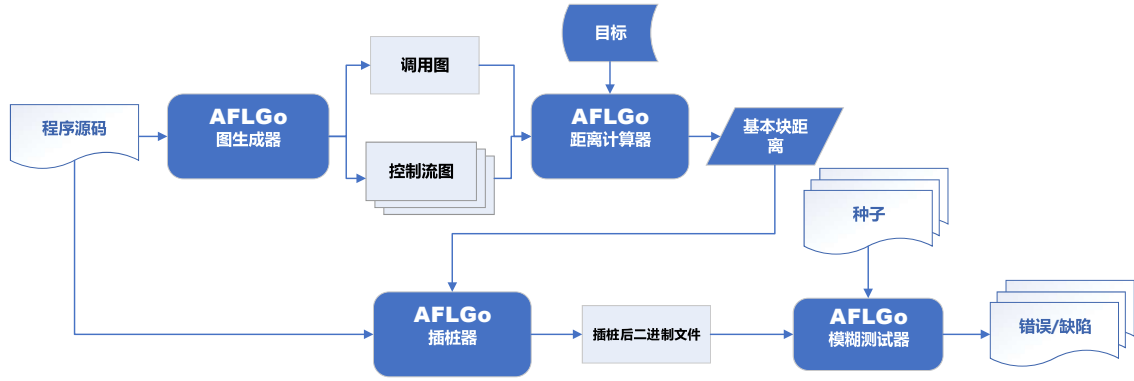 目标
调用图
程序源码
AFLGo
图生成器
AFLGo
距离计算器
基本块距
离
控制流图
种子
AFLGo
插桩器
插桩后二进制文件
AFLGo
模糊测试器
错误/缺陷